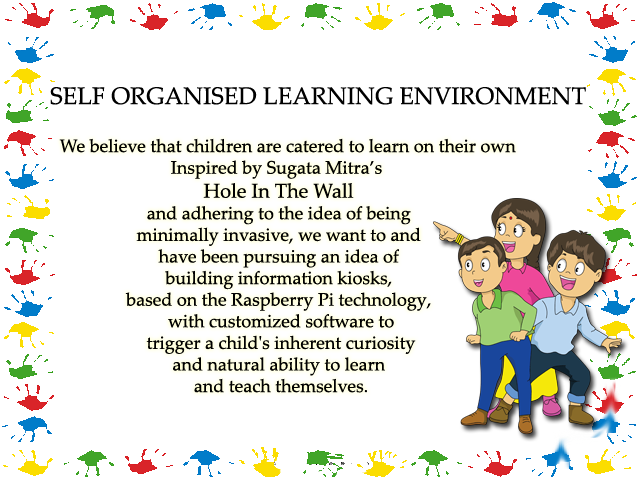 SELF ORGANISED LEARNING ENVIRONMENT
We believe that children are catered to learn on their own
Inspired by Sugata Mitra’s
Hole In The Wall
and adhering to the idea of being
minimally invasive, we want to and
have been pursuing an idea of
building information kiosks,
based on the Raspberry Pi technology,
with customized software to
trigger a child's inherent curiosity
and natural ability to learn
and teach themselves.